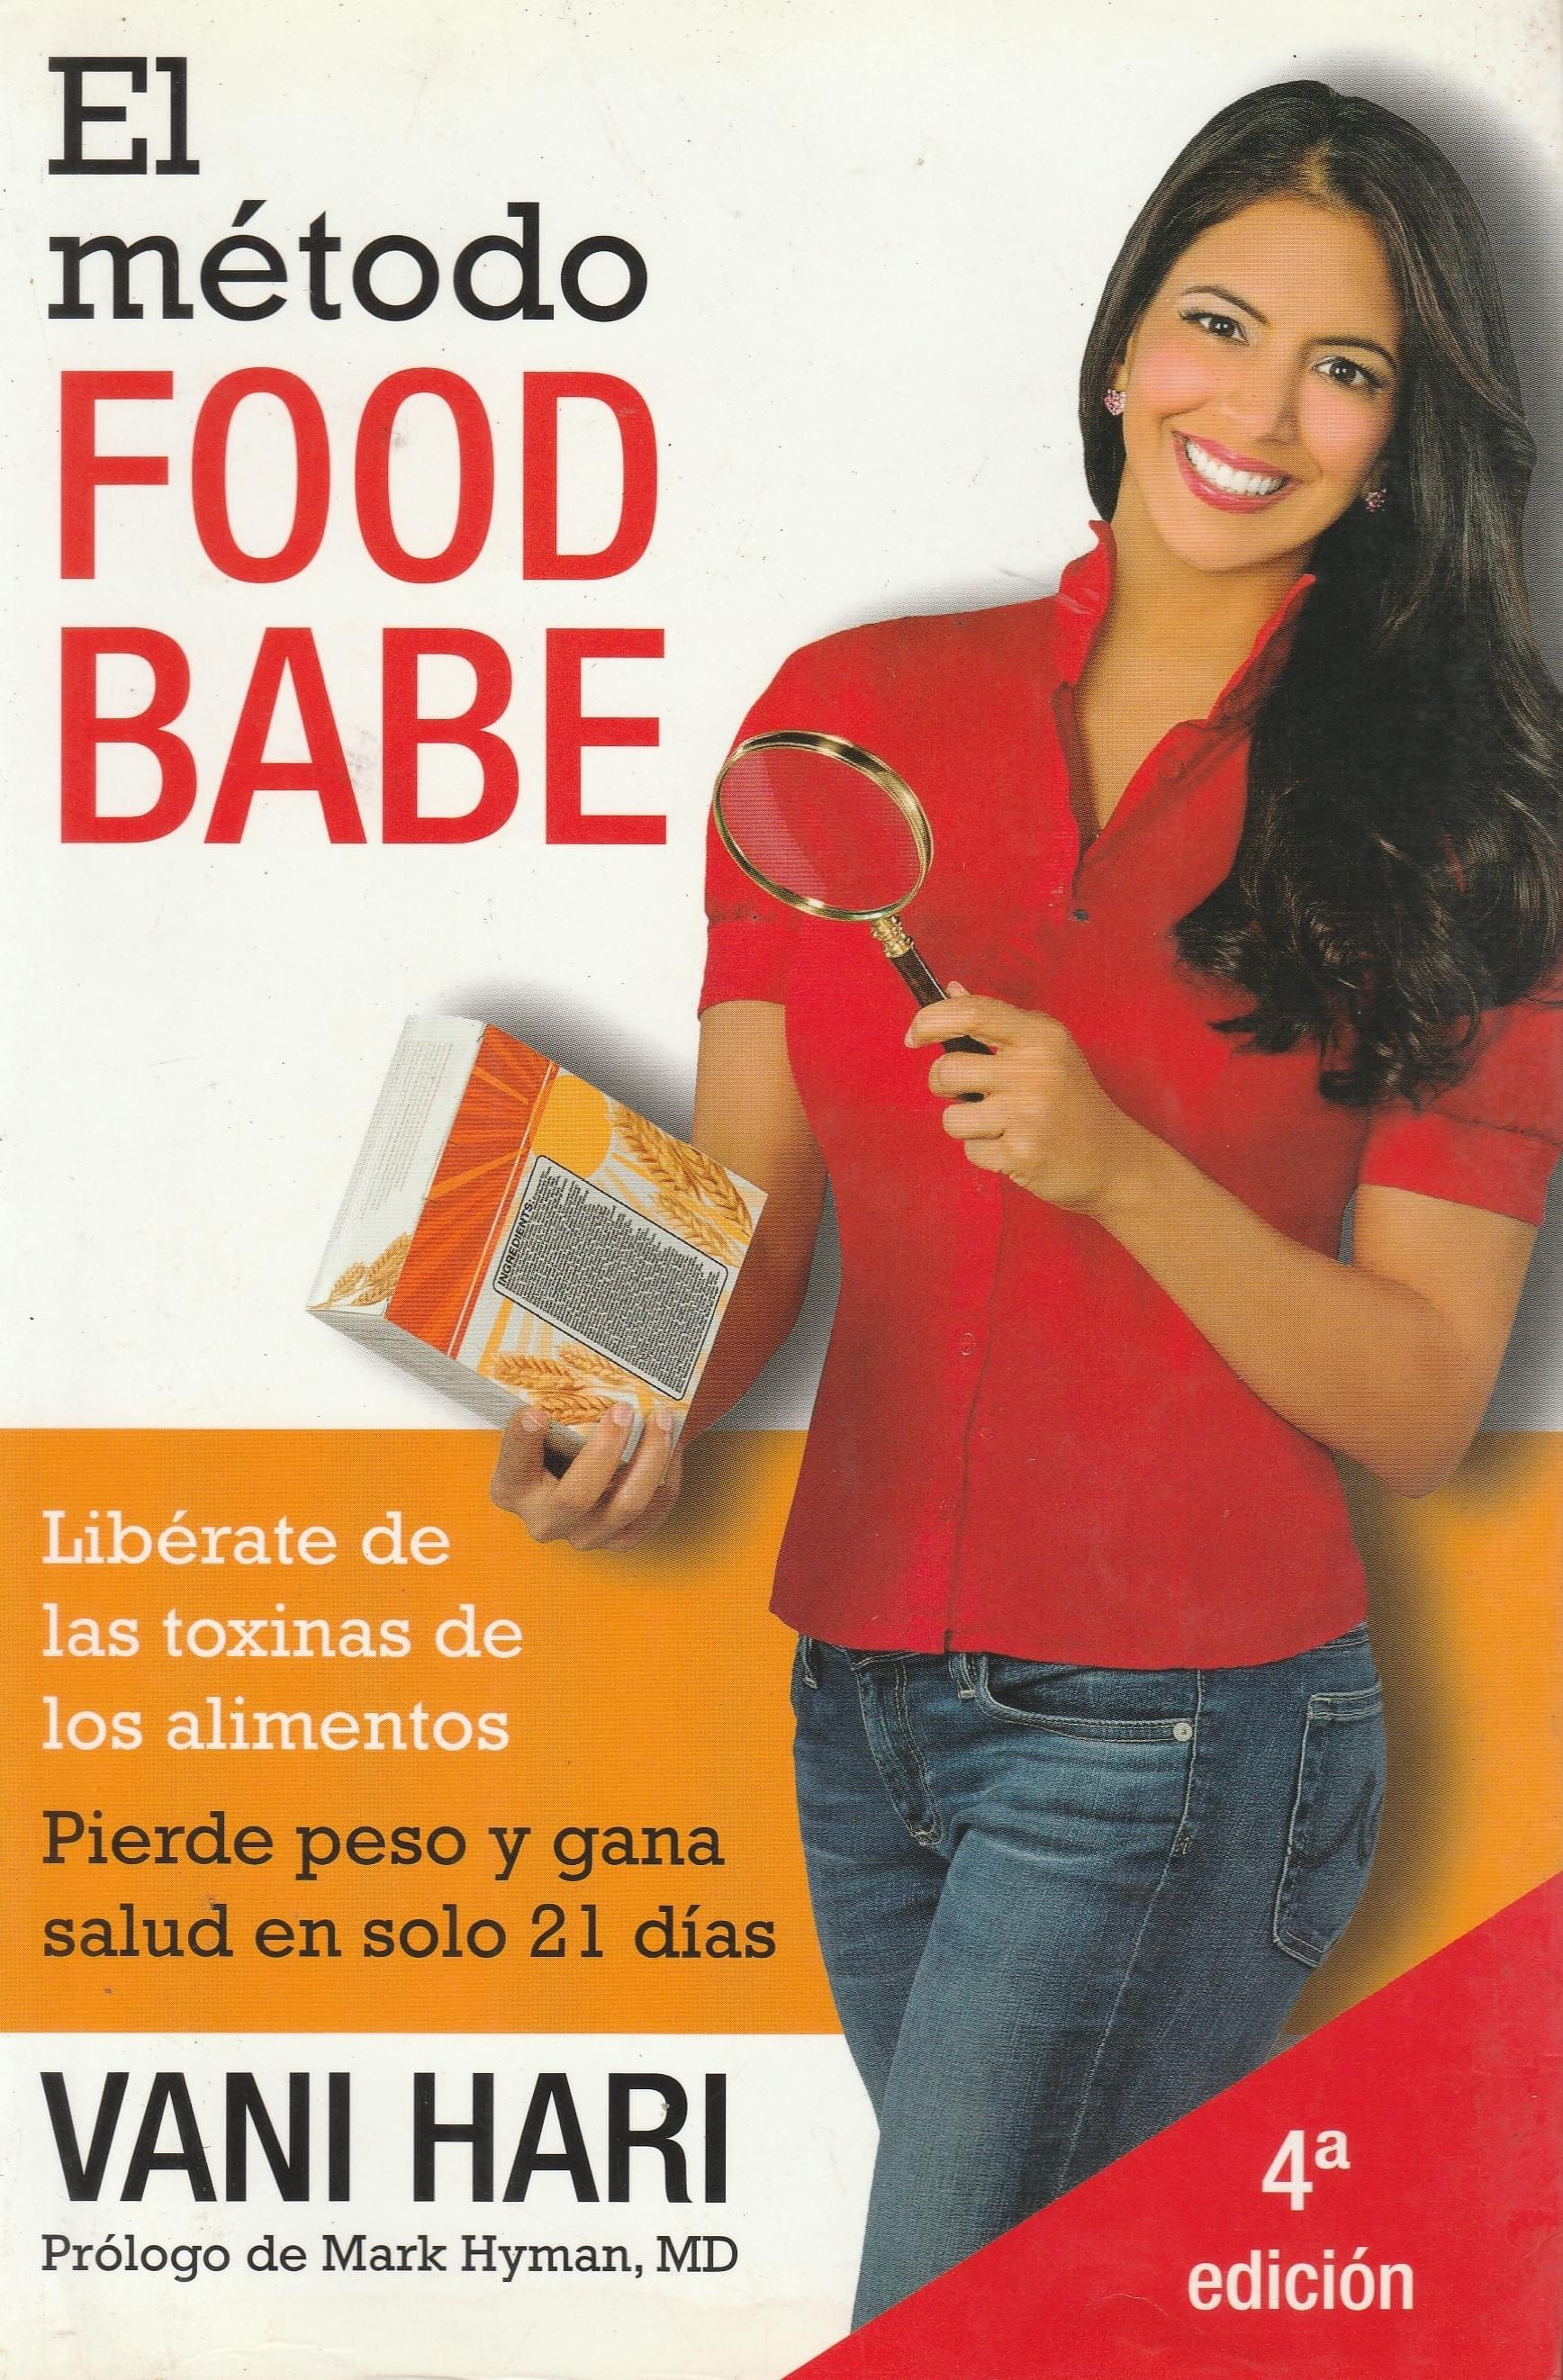 El
método
FOOD
BABE
INGREDIENTS:
Libérate de
las toxinas de
los alimentos
Pierde peso y gana
salud en solo 21 días
VANI HARI
Prólogo de Mark Hyman, MD
4ª
edición